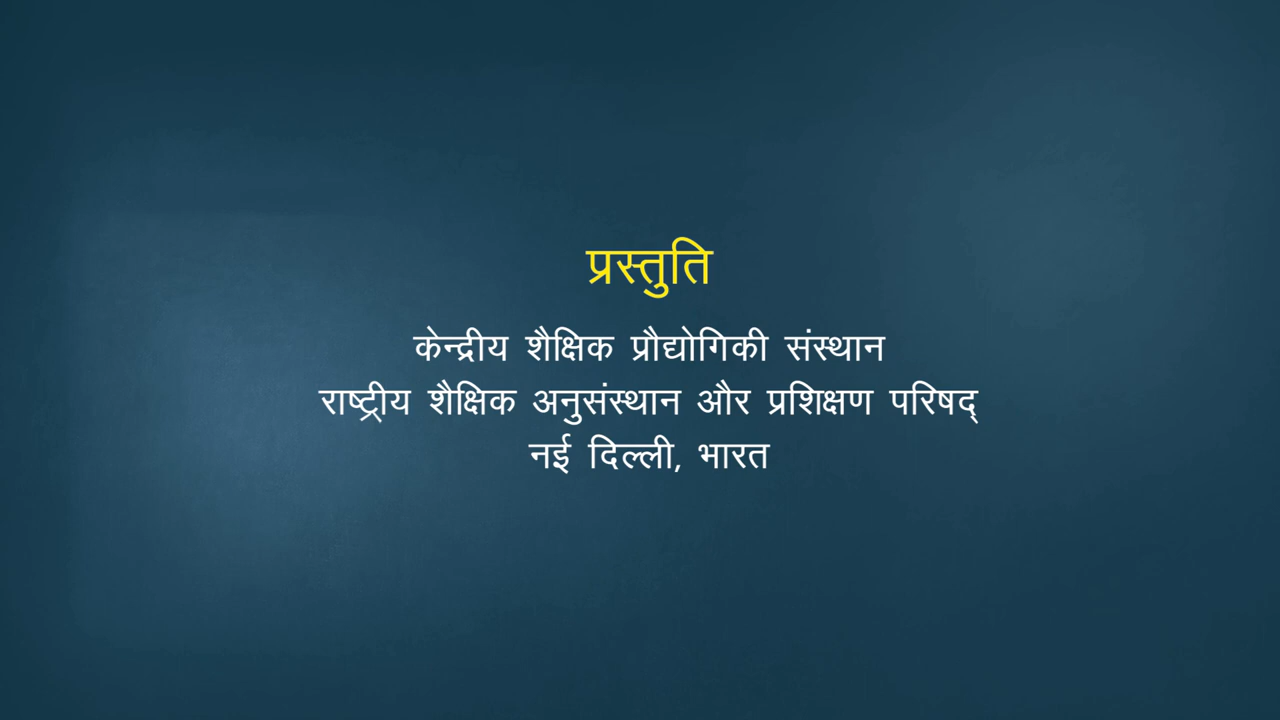 प्रस्तुति
केन्द्रीय शैक्षिक प्रौद्योगिकी संस्थान
राष्ट्रीय शैक्षिक अनुसंस्थान और प्रशिक्षण परिषद्
नई दिल्ली, भारत